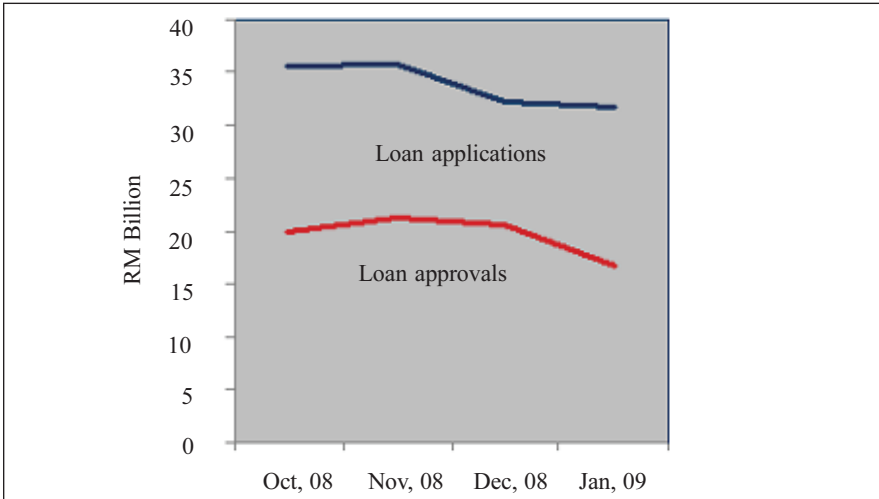 40
35
30
25
20
15
10
5
0
RM Billion
Loan applications
Loan approvals
Oct, 08 Nov, 08 Dec, 08 Jan, 09